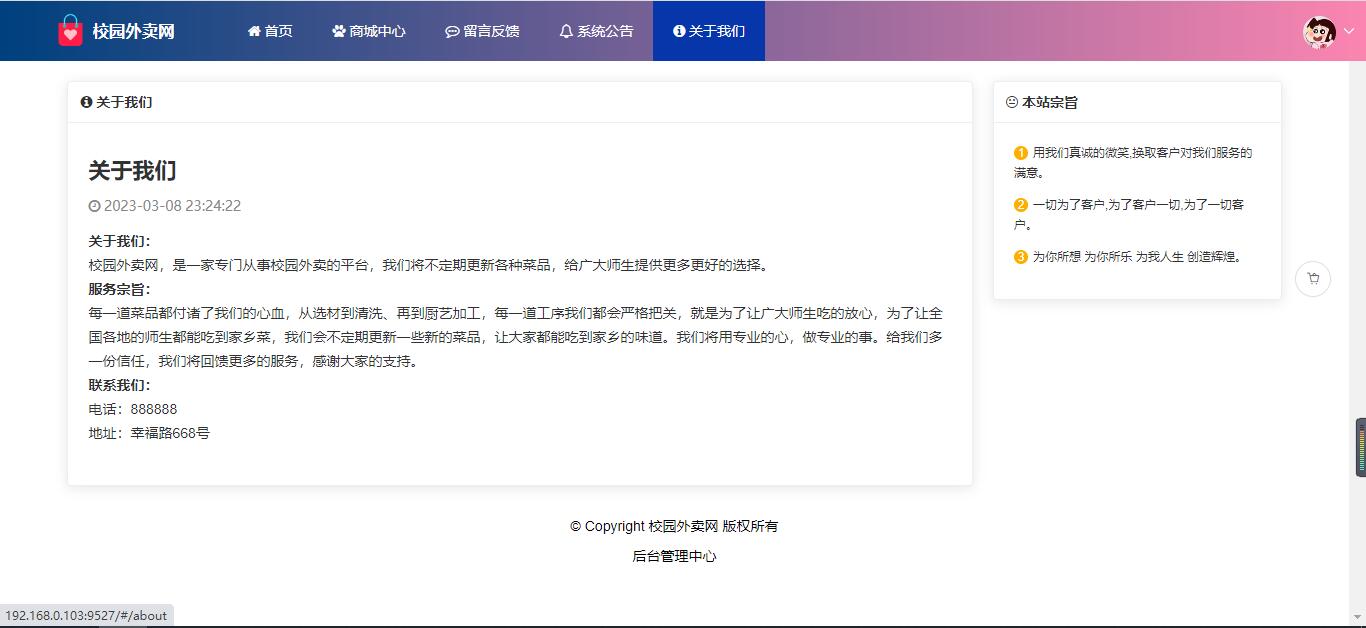 校园外卖网 首页 商城中心 留言反馈 系统公告 关于我们
关于我们
关于我们
2023-03-08 23:24:22
关于我们：
校园外卖网，是一家专门从事校园外卖的平台，我们将不定期更新各种菜品，给广大师生提供更多更好的选择。
服务宗旨：
每一道菜品都付诸了我们的心血，从选材到清洗、再到厨艺加工，每一道工序我们都会严格把关，就是为了让广大师生吃的放心，为了让全
国各地的师生都能吃到家乡菜，我们会不定期更新一些新的菜品，让大家都能吃到家乡的味道。我们将用专业的心，做专业的事。给我们多
一份信任，我们将回馈更多的服务，感谢大家的支持。
联系我们：
电话：888888
地址：幸福路668号
本站宗旨
1 用我们真诚的微笑,换取客户对我们服务的
满意。
2 一切为了客户,为了客户一切,为了一切客
户。
3 为你所想 为你所乐 为我人生 创造辉煌。
© Copyright 校园外卖网 版权所有
后台管理中心
192.168.0.103:9527/#/about